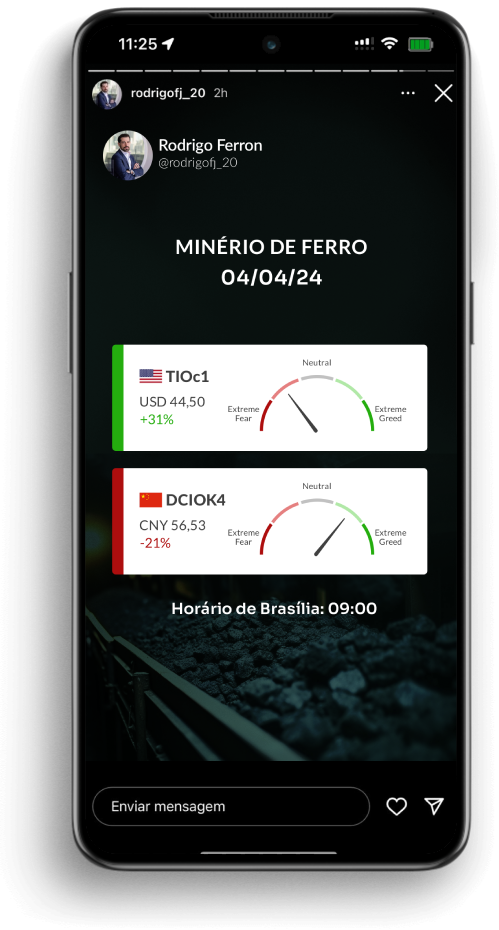 11:25
rodrigofj_20 2h
Rodrigo Ferron
@rodrigofj_20
MINÉRIO DE FERRO
04/04/24
TIOc1
USD 44,50
+31%
Neutral
Extreme
Fear
Extreme
Greed
DCIOK4
CNY 56,53
-21%
Neutral
Extreme
Fear
Extreme
Greed
Horário de Brasília: 09:00
Enviar mensagem